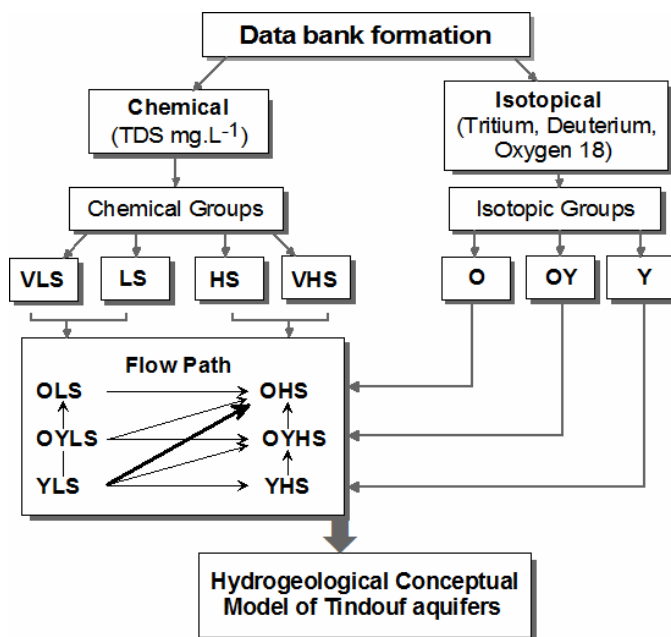 Data bank formation
Chemical
(TDS mg.L-1)
Isotopical
(Tritium, Deuterium,
Oxygen 18)
Chemical Groups
Isotopic Groups
VLS LS HS VHS O OY Y
Flow Path
OLS OHS
OYLS OYHS
YLS YHS
Hydrogeological Conceptual
Model of Tindouf aquifers